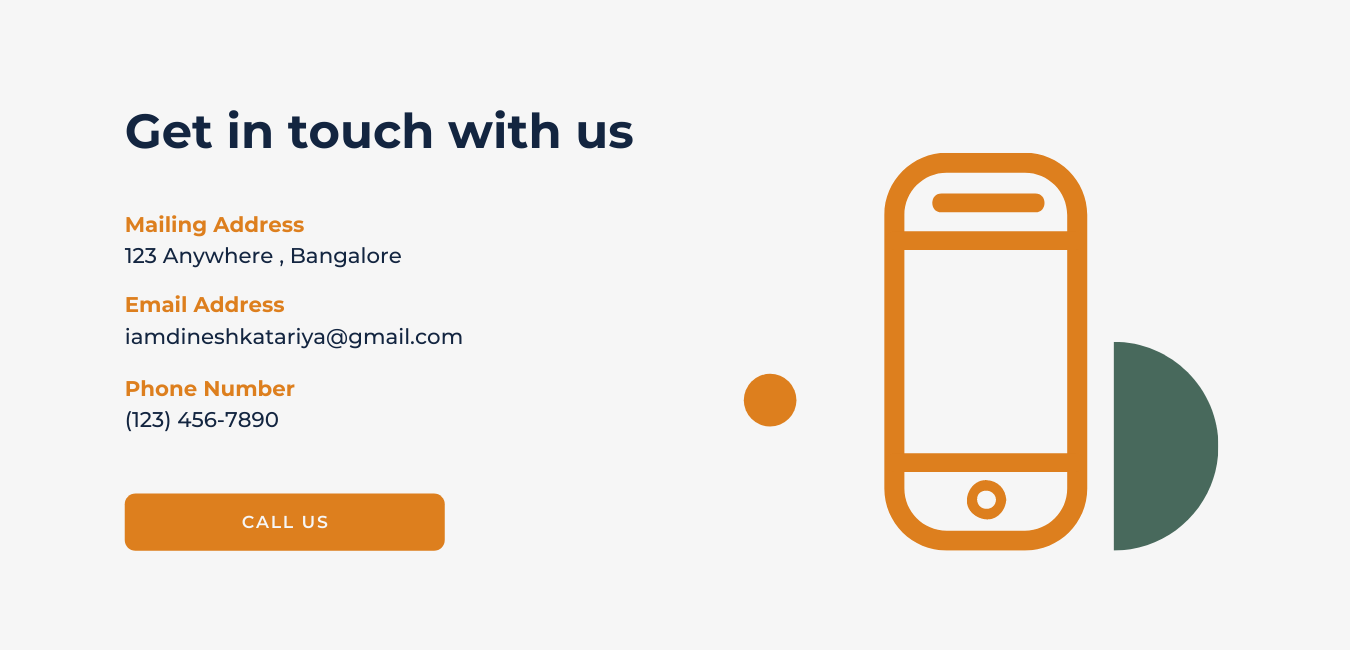 Get in touch with us
Mailing Address
123 Anywhere , Bangalore
Email Address
iamdineshkatariya@gmail.com
Phone Number
(123) 456-7890
CALL US